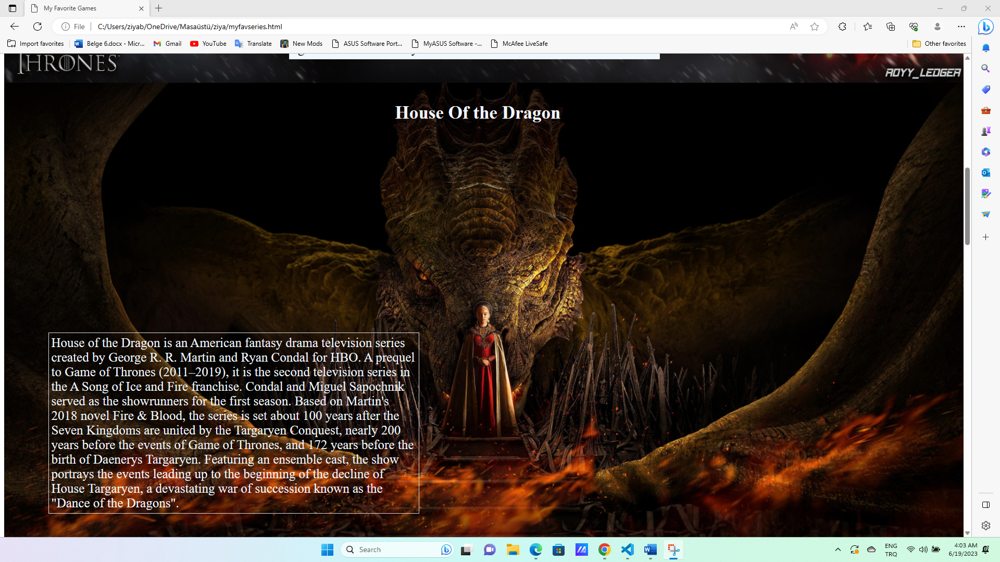 My Favorite Games
File
C:/Users/ziyab/OneDrive/Masaüstü/ziya/myfavseries.html
Import favorites
Belge 6.docx - Micr...
Gmail
YouTube
Translate
New Mods
ASUS Software Port...
MyASUS Software -...
McAfee LiveSafe
Other favorites
THRONES
ROYY_LEDGER
House Of the Dragon
House of the Dragon is an American fantasy drama television series
created by George R. R. Martin and Ryan Condal for HBO. A prequel
to Game of Thrones (2011–2019), it is the second television series in
the A Song of Ice and Fire franchise. Condal and Miguel Sapochnik
served as the showrunners for the first season. Based on Martin's
2018 novel Fire & Blood, the series is set about 100 years after the
Seven Kingdoms are united by the Targaryen Conquest, nearly 200
years before the events of Game of Thrones, and 172 years before the
birth of Daenerys Targaryen. Featuring an ensemble cast, the show
portrays the events leading up to the beginning of the decline of
House Targaryen, a devastating war of succession known as the
"Dance of the Dragons".
Search
ENG
TRQ
4:03 AM
6/19/2023